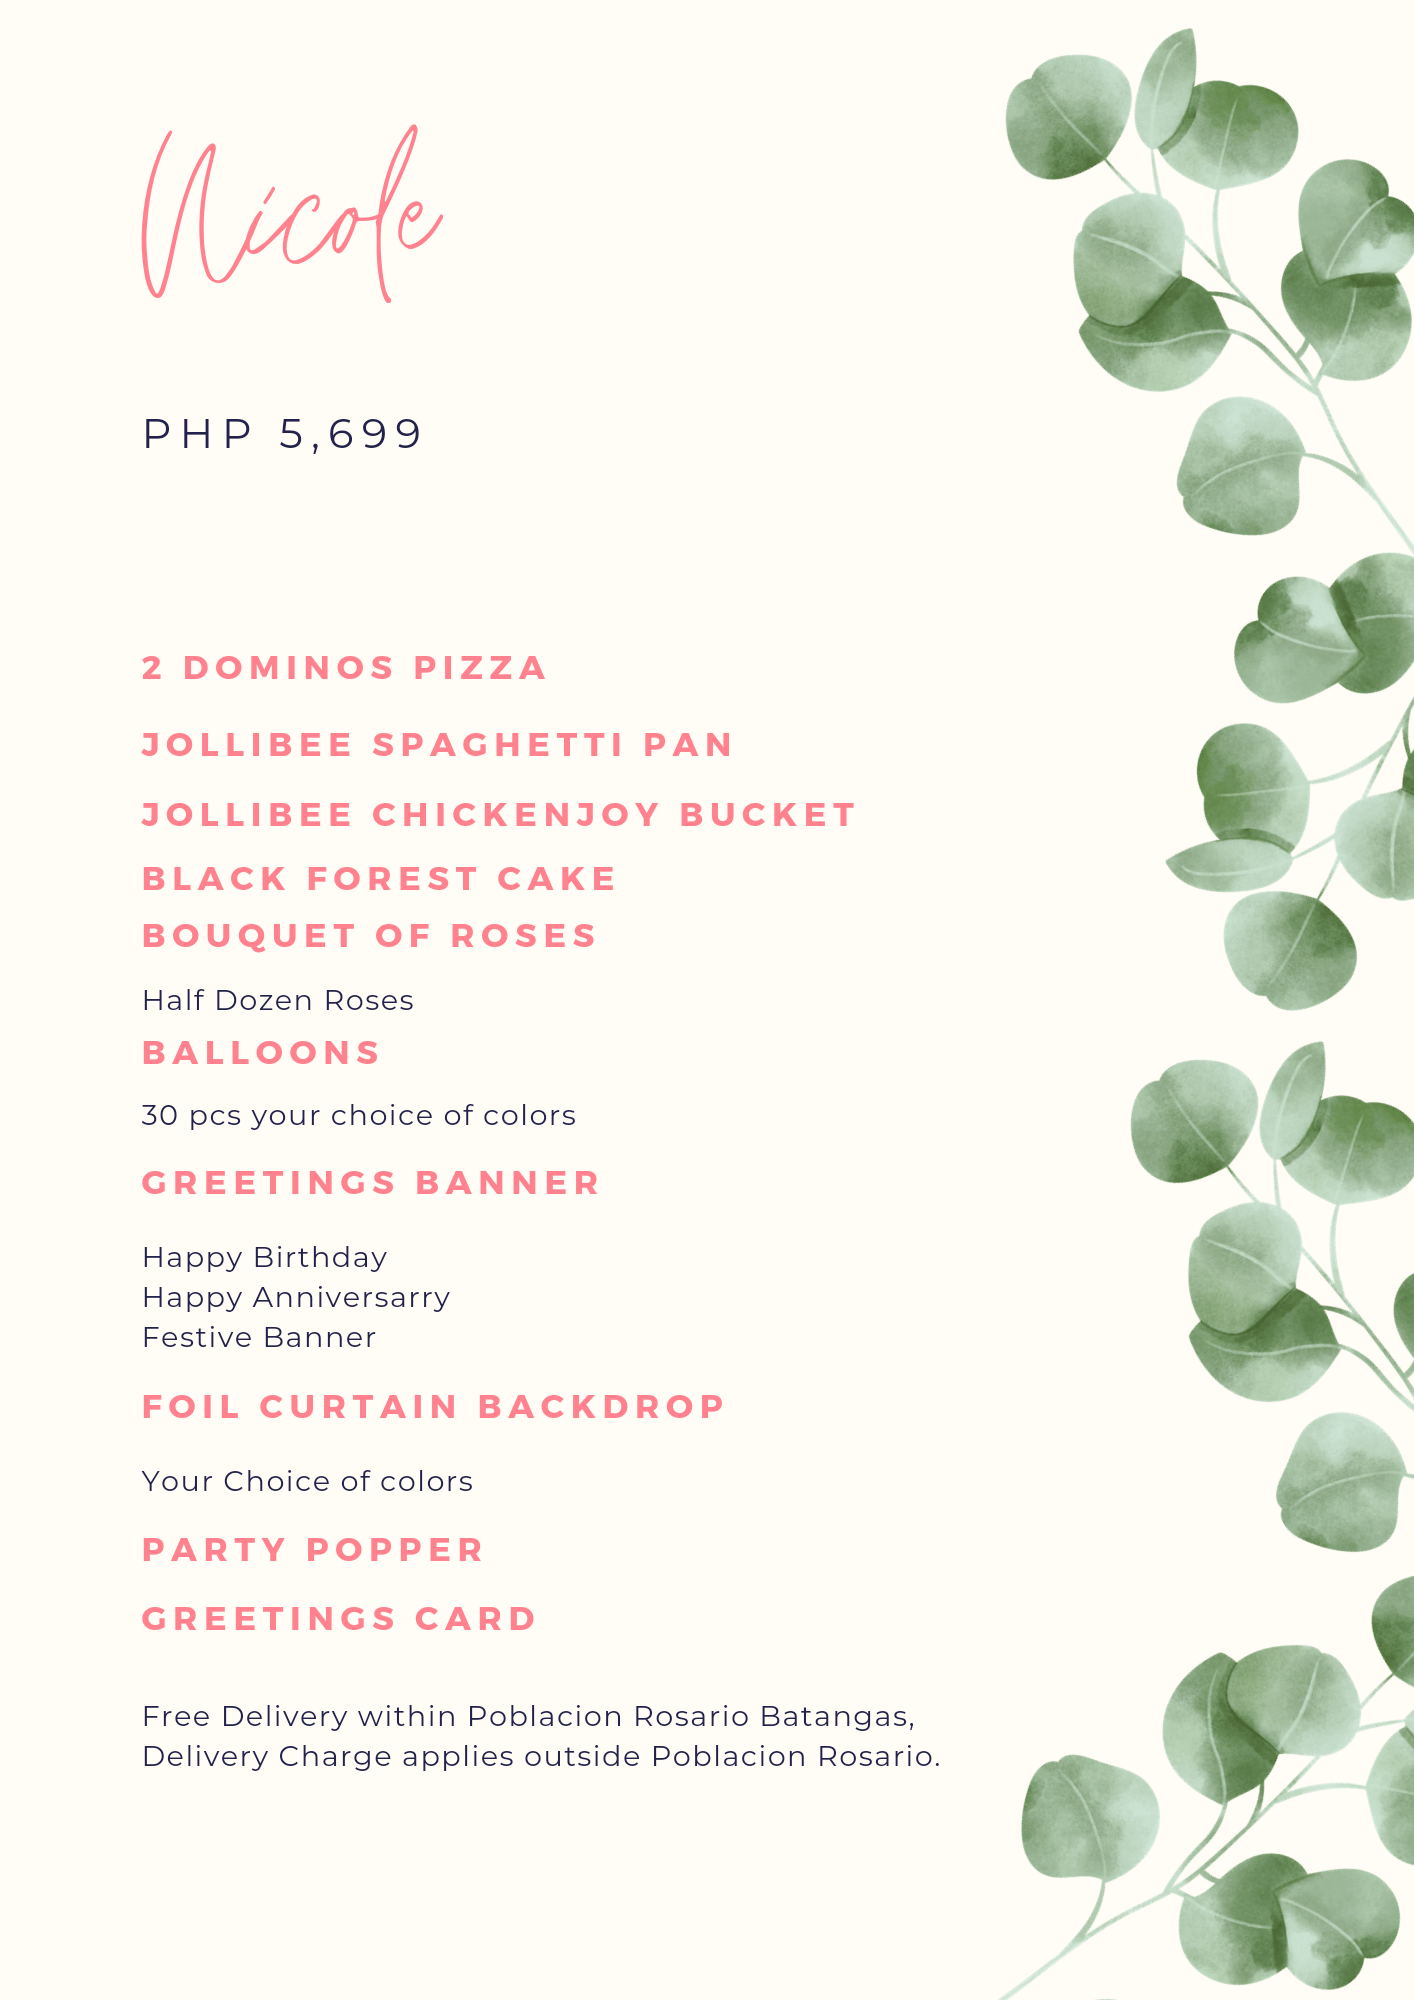 Nicole
PHP 5,699
2 DOMINOS PIZZA
JOLLIBEE SPAGHETTI PAN
JOLLIBEE CHICKENJOY BUCKET
BLACK FOREST CAKE
BOUQUET OF ROSES
Half Dozen Roses
BALLOONS
30 pcs your choice of colors
GREETINGS BANNER
Happy Birthday
Happy Anniversarry
Festive Banner
FOIL CURTAIN BACKDROP
Your Choice of colors
PARTY POPPER
GREETINGS CARD
Free Delivery within Poblacion Rosario Batangas,
Delivery Charge applies outside Poblacion Rosario.